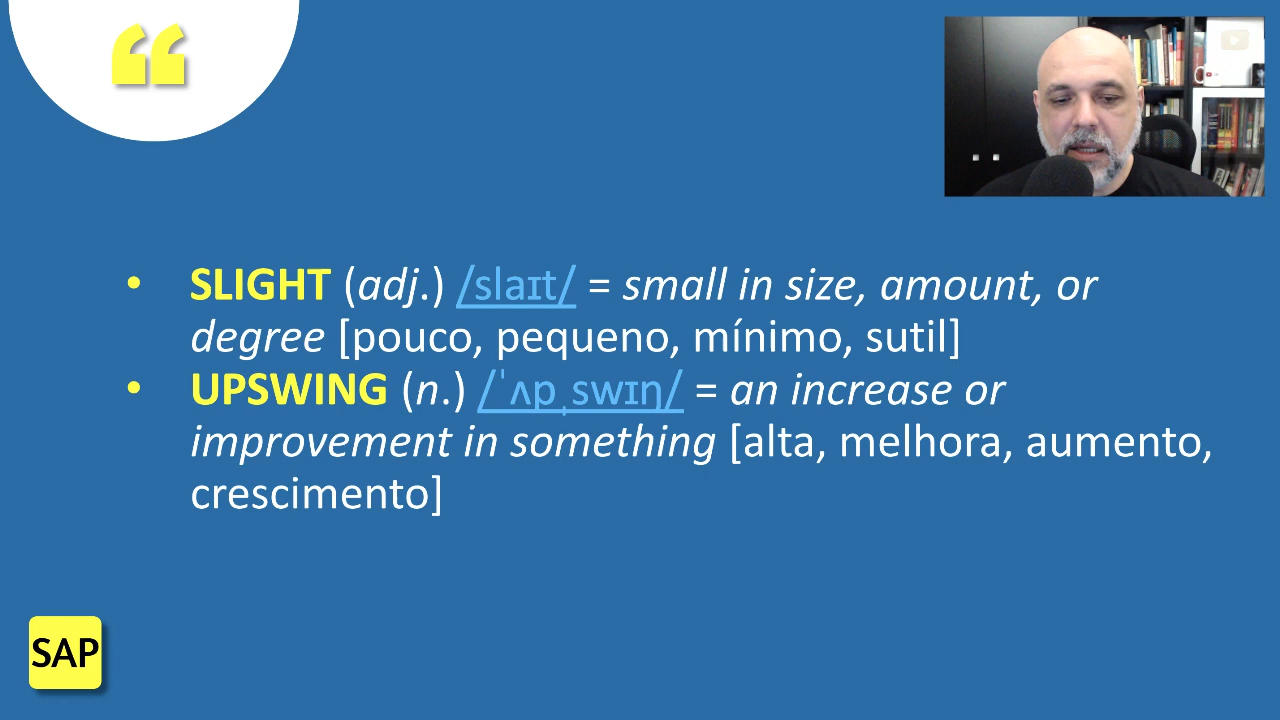 “
• SLIGHT (adj.) /slaɪt/ = small in size, amount, or
degree [pouco, pequeno, mínimo, sutil]
• UPSWING (n.) /ˈʌpˌswɪŋ/ = an increase or
improvement in something [alta, melhora, aumento,
crescimento]
SAP